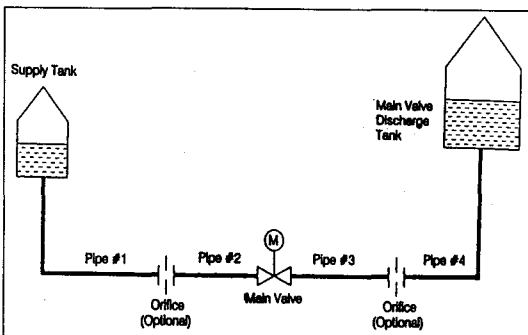 Supply Tank
Main Valve
Discharge
Tank
M
Pipe #1
Pipe #2
Pipe #3
Pipe #4
Orifice
(Optional)
Main Valve
Orifice
(Optional)